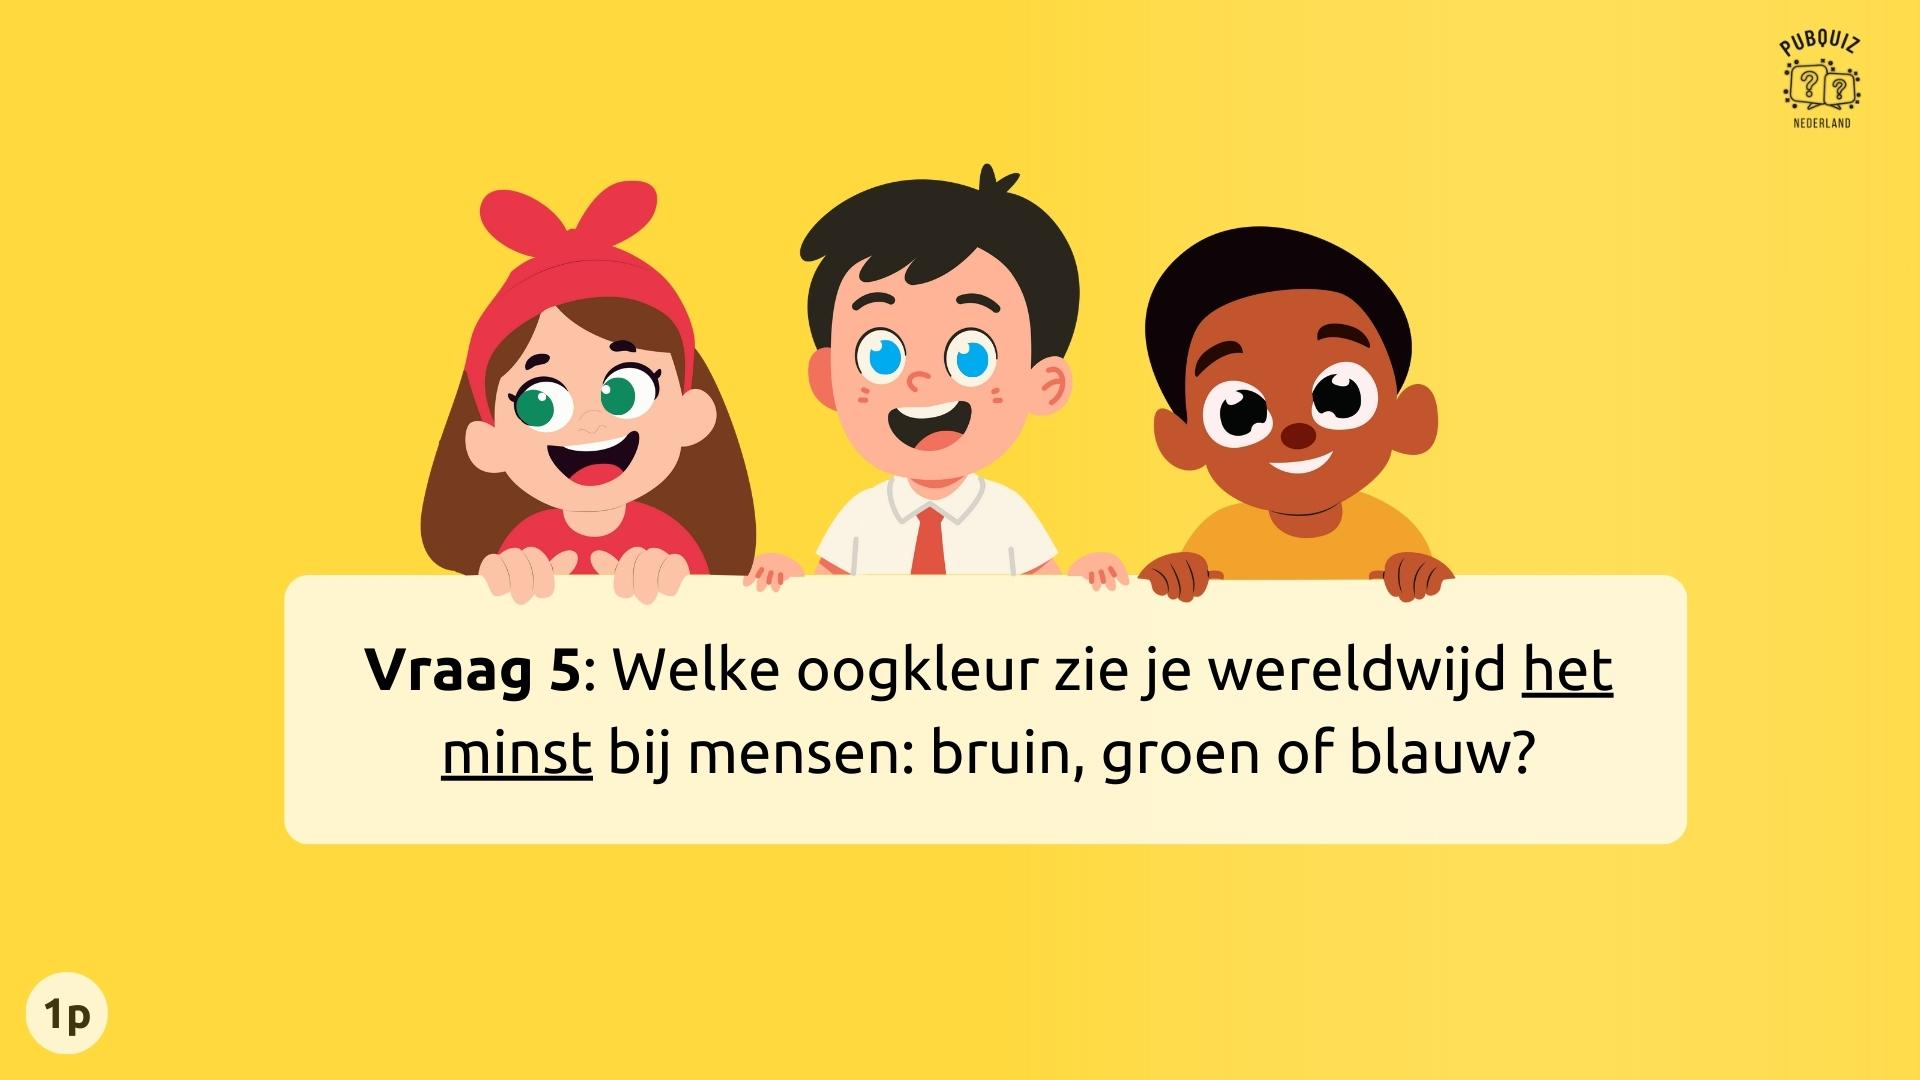 PUBQUIZ
? ?
NEDERLAND
Vraag 5: Welke oogkleur zie je wereldwijd het
minst bij mensen: bruin, groen of blauw?
1p